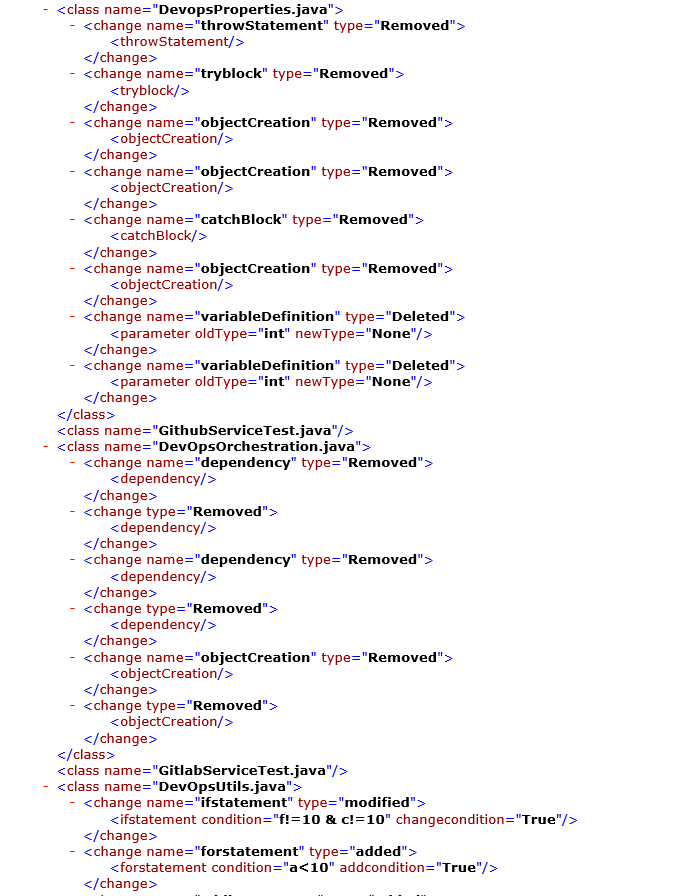 - <class name="DevopsProperties.java">
- <change name="throwStatement" type="Removed">
<throwStatement/>
</change>
- <change name="tryblock" type="Removed">
<tryblock/>
</change>
- <change name="objectCreation" type="Removed">
<objectCreation/>
</change>
- <change name="objectCreation" type="Removed">
<objectCreation/>
</change>
- <change name="catchBlock" type="Removed">
<catchBlock/>
</change>
- <change name="objectCreation" type="Removed">
<objectCreation/>
</change>
- <change name="variableDefinition" type="Deleted">
<parameter oldType="int" newType="None"/>
</change>
- <change name="variableDefinition" type="Deleted">
<parameter oldType="int" newType="None"/>
</change>
</class>
<class name="GithubServiceTest.java"/>
- <class name="DevOpsOrchestration.java">
- <change name="dependency" type="Removed">
<dependency/>
</change>
- <change type="Removed">
<dependency/>
</change>
- <change name="dependency" type="Removed">
<dependency/>
</change>
- <change type="Removed">
<dependency/>
</change>
- <change name="objectCreation" type="Removed">
<objectCreation/>
</change>
- <change type="Removed">
<objectCreation/>
</change>
</class>
<class name="GitlabServiceTest.java"/>
- <class name="DevOpsUtils.java">
- <change name="ifstatement" type="modified">
<ifstatement condition="f!=10 & c!=10" changecondition="True"/>
</change>
- <change name="forstatement" type="added">
<forstatement condition="a<10" addcondition="True"/>
</change>